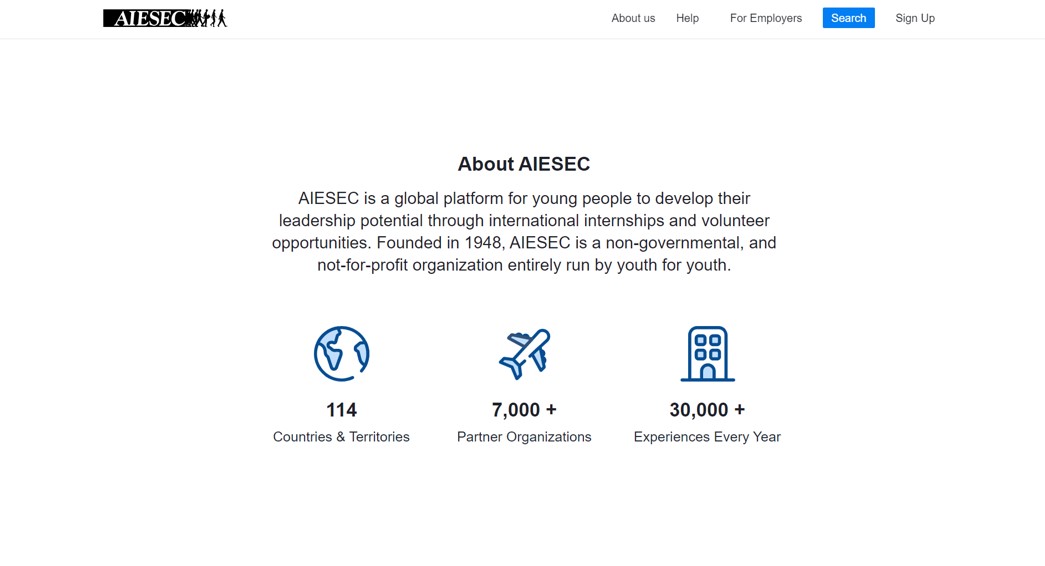 AIESEC
About us
Help
For Employers
Search
Sign Up
About AIESEC
AIESEC is a global platform for young people to develop their
leadership potential through international internships and volunteer
opportunities. Founded in 1948, AIESEC is a non-governmental, and
not-for-profit organization entirely run by youth for youth.
114
Countries & Territories
7,000 +
Partner Organizations
30,000 +
Experiences Every Year